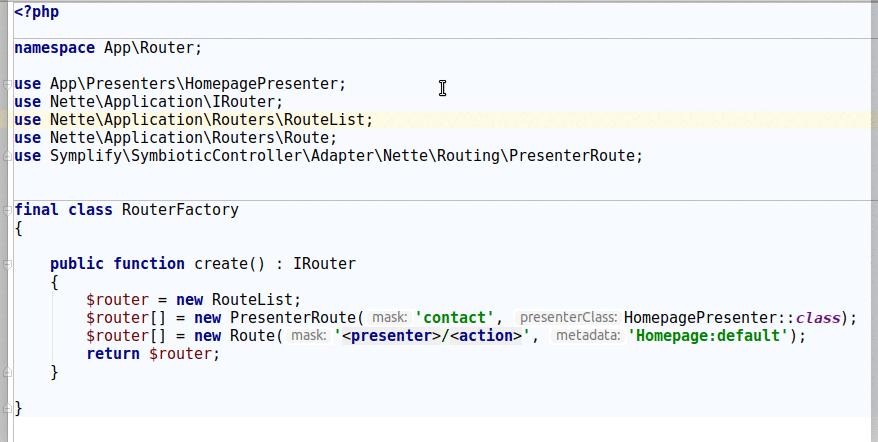 <?php
namespace App\Router;
use App\Presenters\HomepagePresenter;
use Nette\Application\IRouter;
use Nette\Application\Routers\RouteList;
use Nette\Application\Routers\Route;
use Symplify\SymbioticController\Adapter\Nette\Routing\PresenterRoute;
final class RouterFactory
{
public function create() : IRouter
{
$router = new RouteList;
$router[] = new PresenterRoute( mask: 'contact', presenterClass: HomepagePresenter::class);
$router[] = new Route( mask: '<presenter>/<action>', metadata: 'Homepage:default');
return $router;
}
}